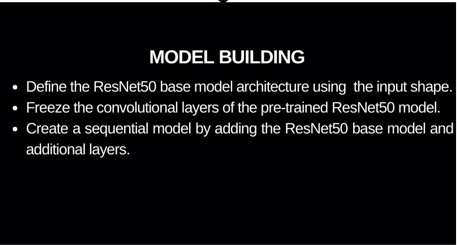 MODEL BUILDING
• Define the ResNet50 base model architecture using  the input shape.
• Freeze the convolutional layers of the pre-trained ResNet50 model.
• Create a sequential model by adding the ResNet50 base model and
additional layers.